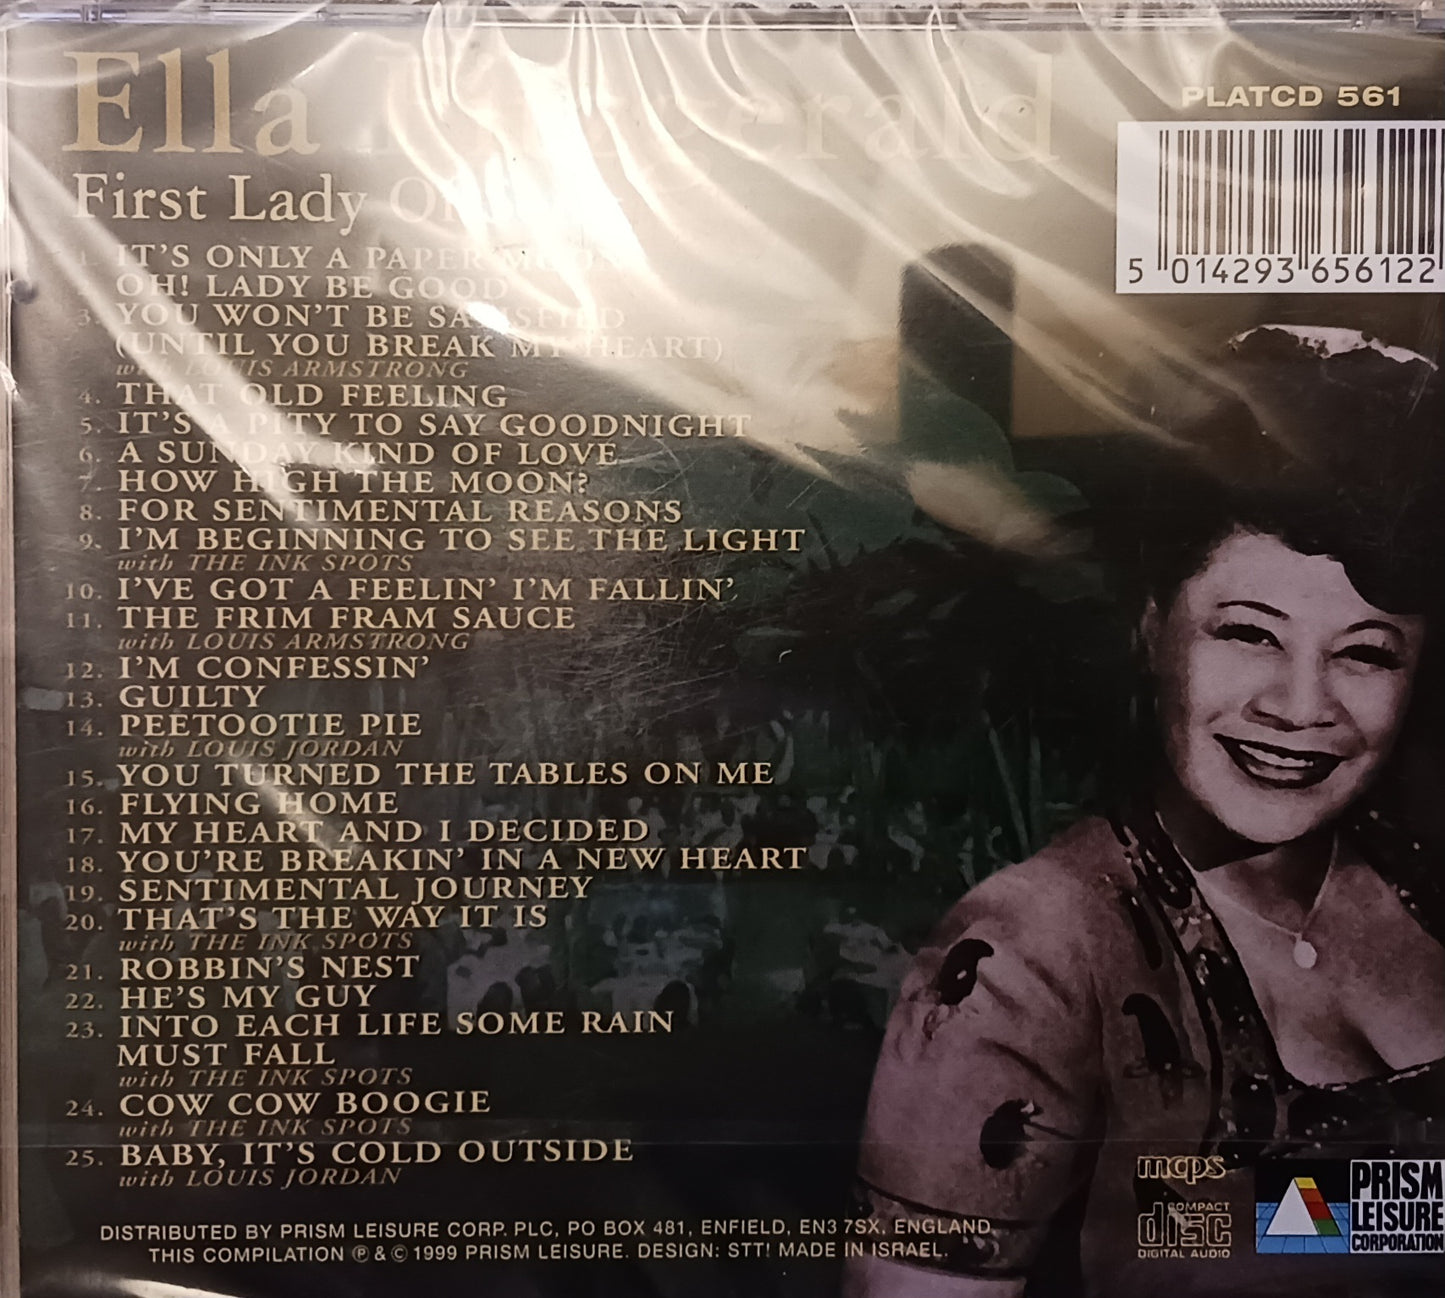 Ella Fitzgerald
PLATCD 561
5 014293 656122
First Lady Of
1. IT'S ONLY A PAPER MOON
2. OH! LADY BE GOOD
3. YOU WON'T BE SATISFIED
(UNTIL YOU BREAK MY HEART)
with LOUIS ARMSTRONG
4. THAT OLD FEELING
5. IT'S A PITY TO SAY GOODNIGHT
6. A SUNDAY KIND OF LOVE
7. HOW HIGH THE MOON?
8. FOR SENTIMENTAL REASONS
9. I'M BEGINNING TO SEE THE LIGHT
with THE INK SPOTS
10. I'VE GOT A FEELIN' I'M FALLIN'
11. THE FRIM FRAM SAUCE
with LOUIS ARMSTRONG
12. I'M CONFESSIN'
13. GUILTY
14. PEETOOTIE PIE
with LOUIS JORDAN
15. YOU TURNED THE TABLES ON ME
16. FLYING HOME
17. MY HEART AND I DECIDED
18. YOU'RE BREAKIN' IN A NEW HEART
19. SENTIMENTAL JOURNEY
20. THAT'S THE WAY IT IS
with THE INK SPOTS
21. ROBBIN'S NEST
22. HE'S MY GUY
23. INTO EACH LIFE SOME RAIN
MUST FALL
with THE INK SPOTS
24. COW COW BOOGIE
with THE INK SPOTS
25. BABY, IT'S COLD OUTSIDE
with LOUIS JORDAN
mcps
COMPACT
disc
DIGITAL AUDIO
PRISM
LEISURE
CORPORATION
DISTRIBUTED BY PRISM LEISURE CORP. PLC, PO BOX 481, ENFIELD, EN3 7SX, ENGLAND.
THIS COMPILATION ℗ & © 1999 PRISM LEISURE. DESIGN: STT! MADE IN ISRAEL.